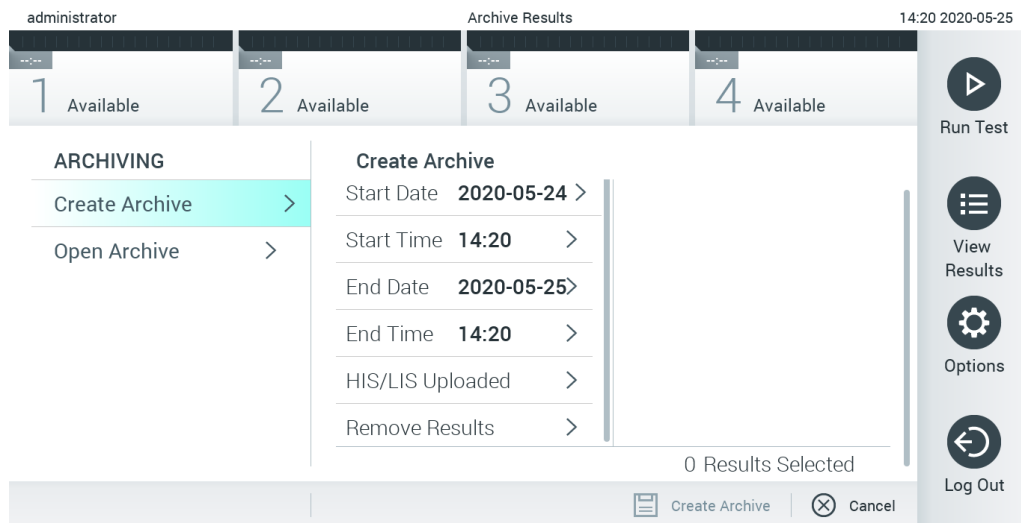 administrator Archive Results 14:20 2020-05-25
--:-- --:-- --:-- --:--
1 Available 2 Available 3 Available 4 Available
Run Test
ARCHIVING
Create Archive
Open Archive
Create Archive
Start Date 2020-05-24
Start Time 14:20
End Date 2020-05-25
End Time 14:20
HIS/LIS Uploaded
Remove Results
0 Results Selected
View
Results
Options
Log Out
Create Archive Cancel